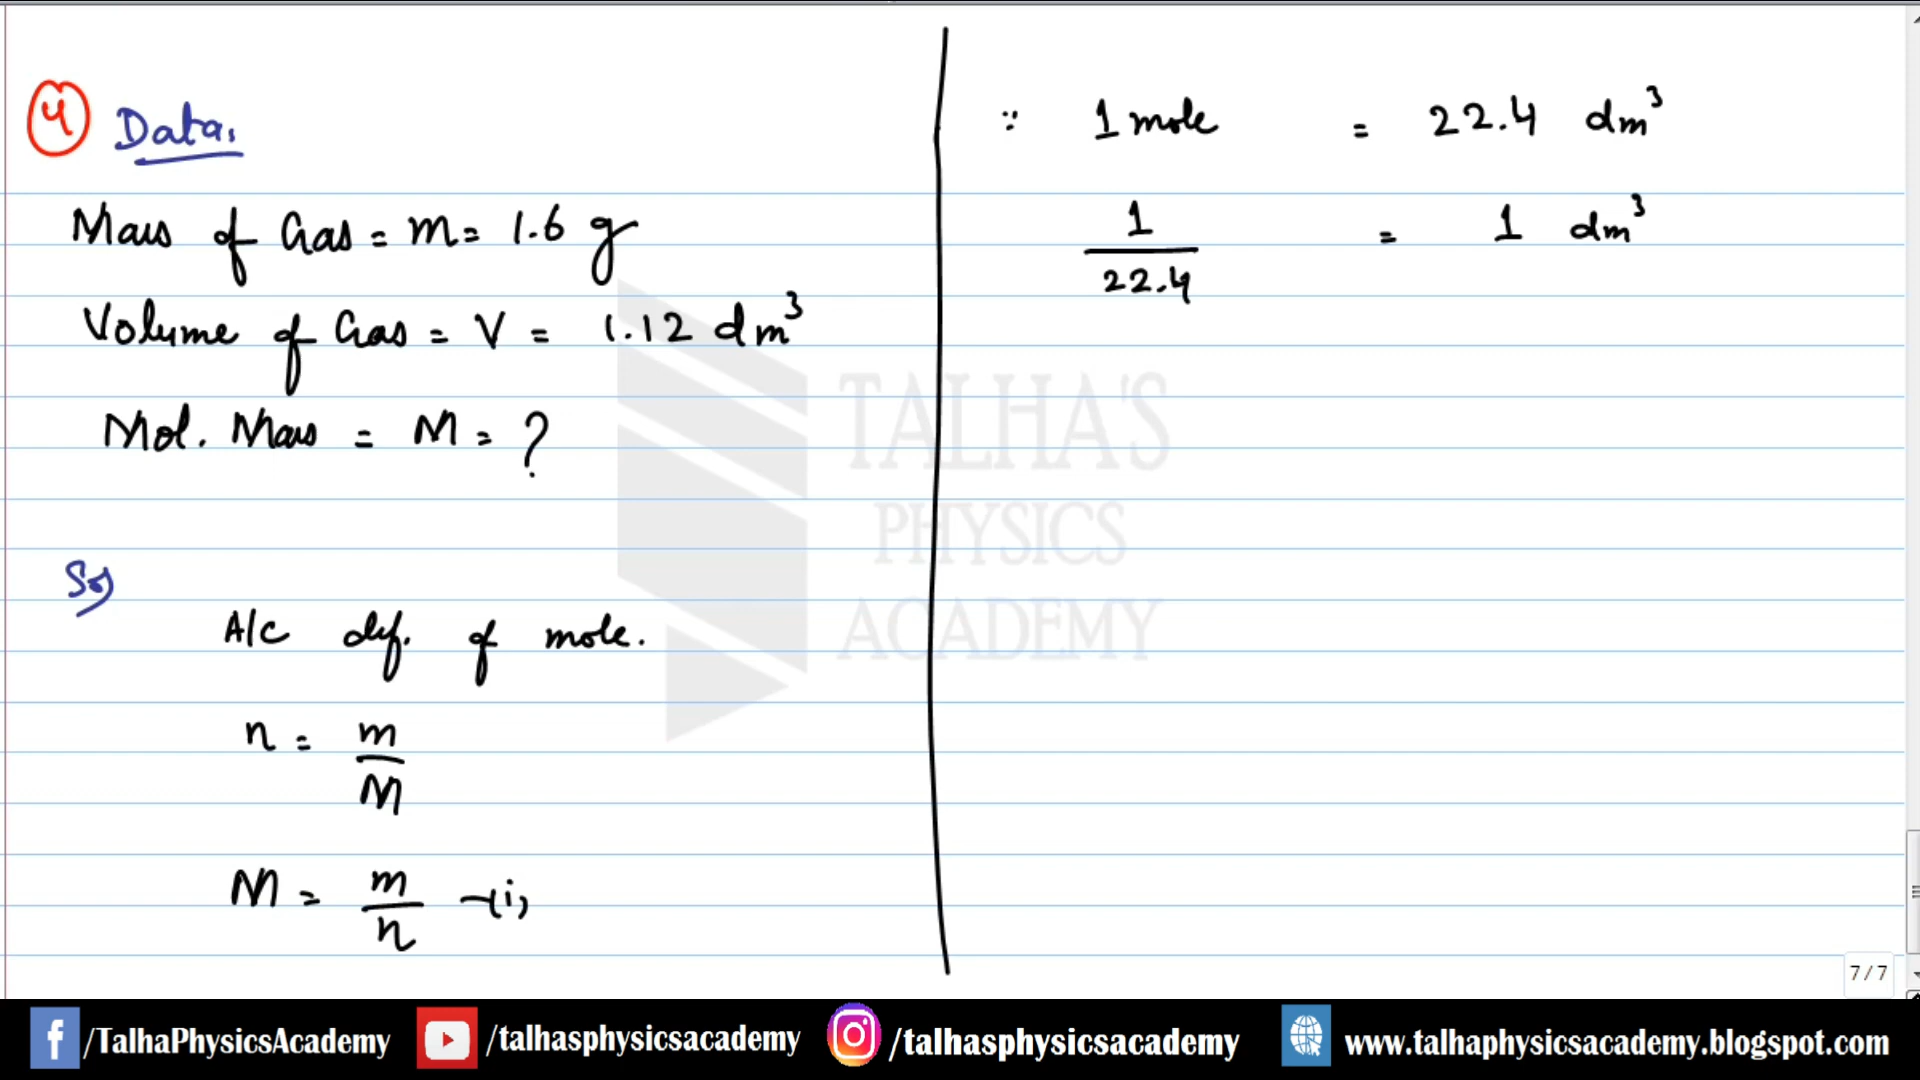 4 Data.
Mass of Gas = m = 1.6 g
Volume of Gas = V = 1.12 dm³
Mol. Mass = M = ?
Sol
A/C def. of mole.
n = m/M
M = m/n —(i)
∵ 1 mole = 22.4 dm³
1/22.4 = 1 dm³
TALHA'S
PHYSICS
ACADEMY
7 / 7
/TalhaPhysicsAcademy /talhasphysicsacademy /talhasphysicsacademy www.talhaphysicsacademy.blogspot.com